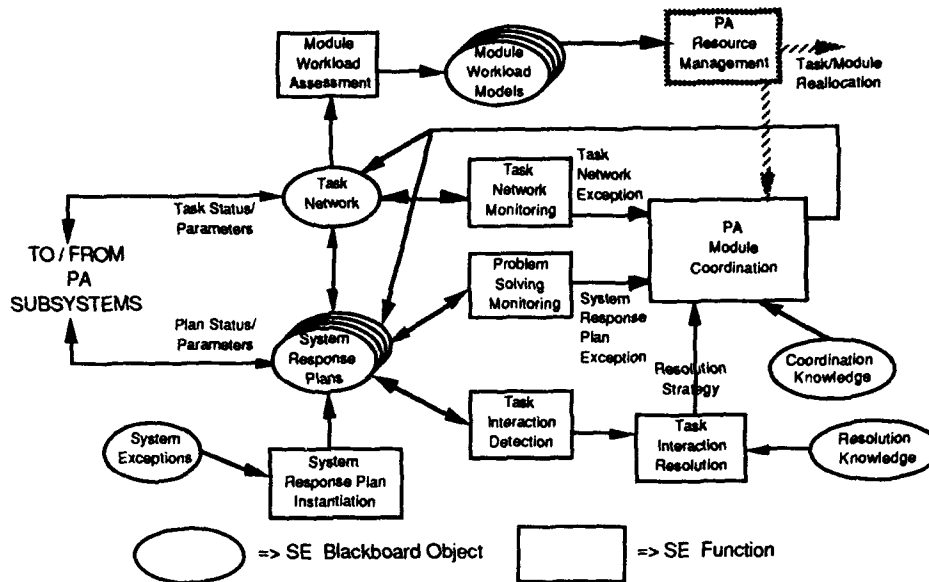 Module
Workload
Assessment
Module
Workload
Models
PA
Resource
Management
Task/Module
Reallocation
Task
Network
Task Status/
Parameters
Task
Network
Monitoring
Task
Network
Exception
PA
Module
Coordination
TO / FROM
PA
SUBSYSTEMS
Problem
Solving
Monitoring
System
Response
Plan
Exception
Plan Status/
Parameters
System
Response
Plans
Resolution
Strategy
Coordination
Knowledge
Task
Interaction
Detection
Task
Interaction
Resolution
Resolution
Knowledge
System
Exceptions
System
Response Plan
Instantiation
=> SE Blackboard Object
=> SE Function